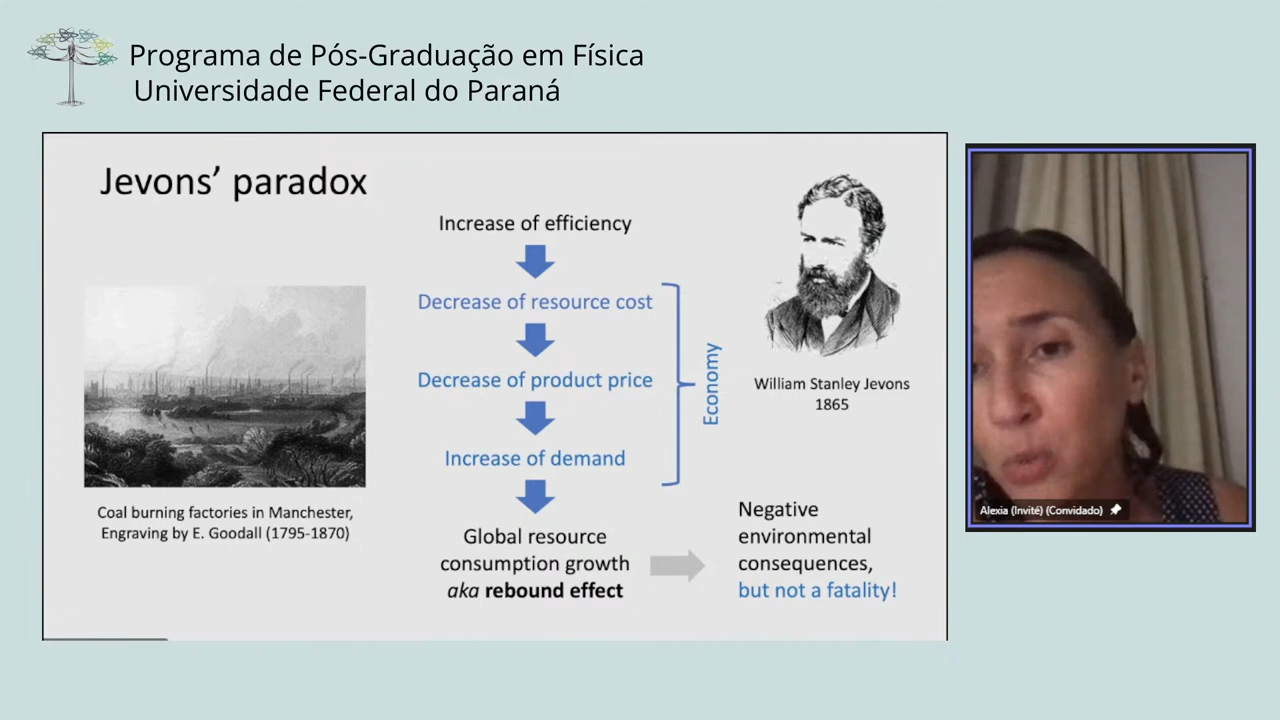 Programa de Pós-Graduação em Física
Universidade Federal do Paraná
Jevons’ paradox
Increase of efficiency
Decrease of resource cost
Decrease of product price
Increase of demand
Economy
Global resource
consumption growth
aka rebound effect
Coal burning factories in Manchester,
Engraving by E. Goodall (1795-1870)
William Stanley Jevons
1865
Negative
environmental
consequences,
but not a fatality!
Alexia (Invité) (Convidado)